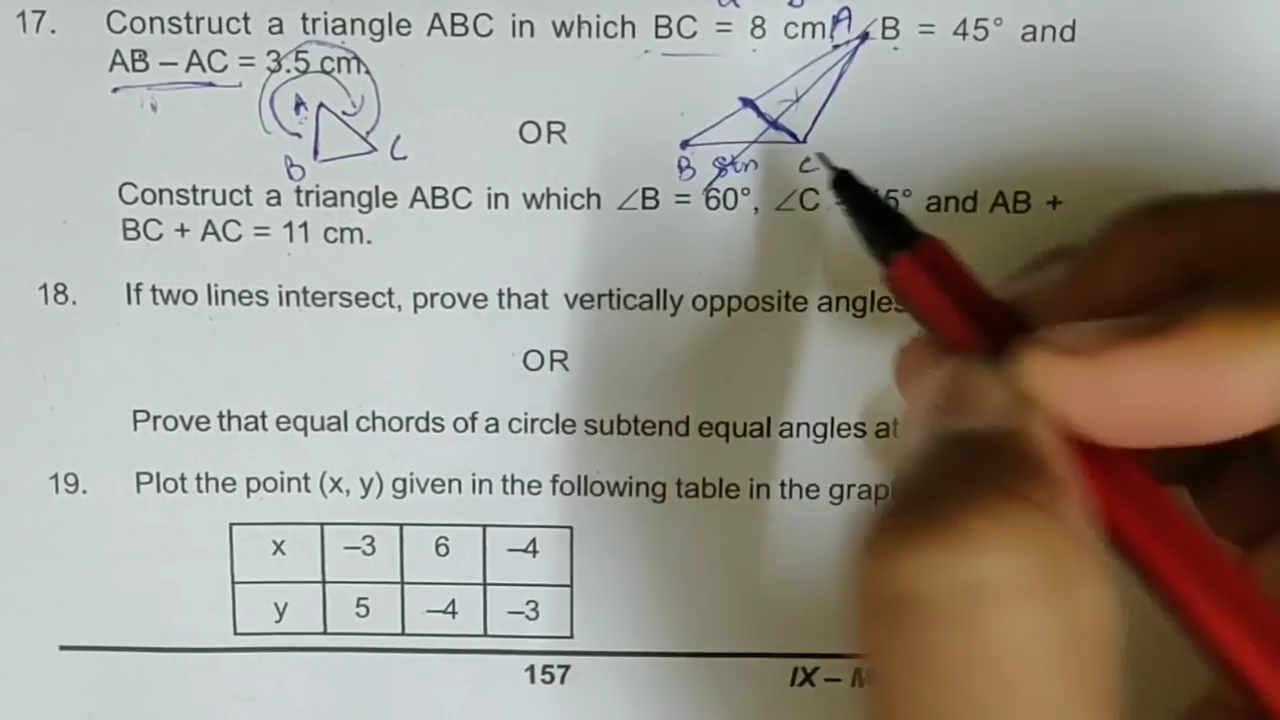 17. Construct a triangle ABC in which BC = 8 cm, ∠B = 45° and
AB – AC = 3.5 cm.
A
B
C
A
B
8cm
C
OR
Construct a triangle ABC in which ∠B = 60°, ∠C 5° and AB +
BC + AC = 11 cm.
18. If two lines intersect, prove that vertically opposite angles
OR
Prove that equal chords of a circle subtend equal angles at
19. Plot the point (x, y) given in the following table in the
x –3 6 –4
y 5 –4 –3
157 IX –